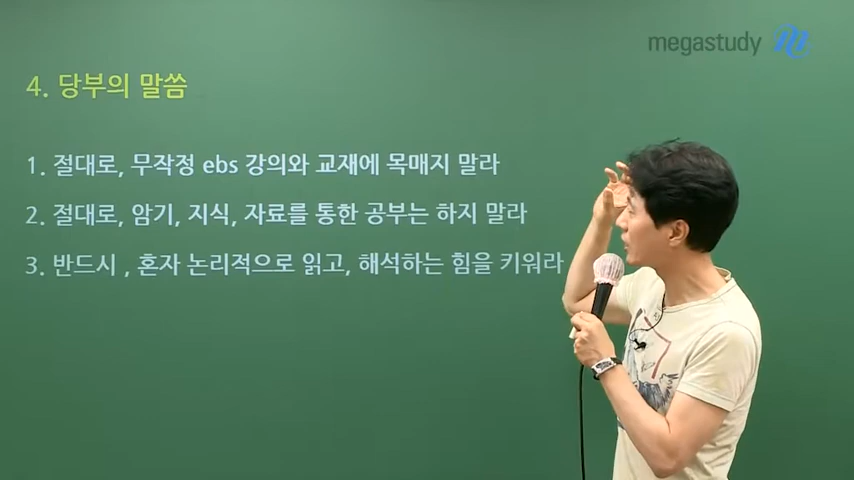 megastudy
4. 당부의 말씀
1. 절대로, 무작정 ebs 강의와 교재에 목매지 말라
2. 절대로, 암기, 지식, 자료를 통한 공부는 하지 말라
3. 반드시 , 혼자 논리적으로 읽고, 해석하는 힘을 키워라